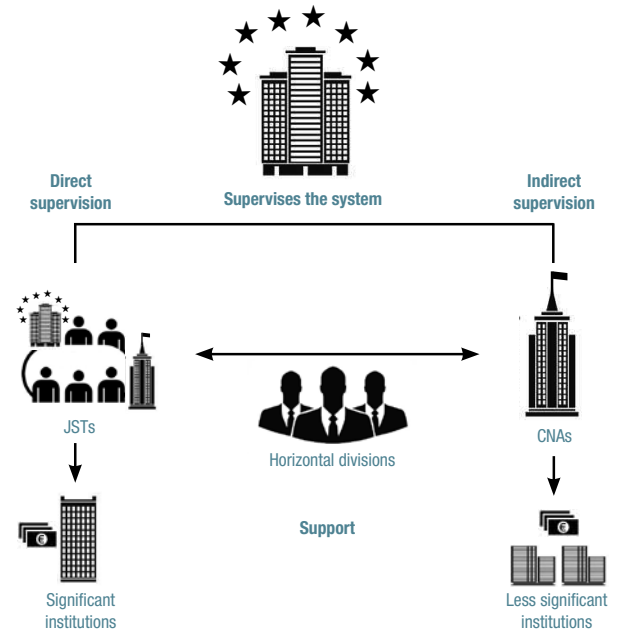 Direct
supervision
Supervises the system
Indirect
supervision
JSTs
CNAs
Horizontal divisions
Support
Significant
institutions
Less significant
institutions